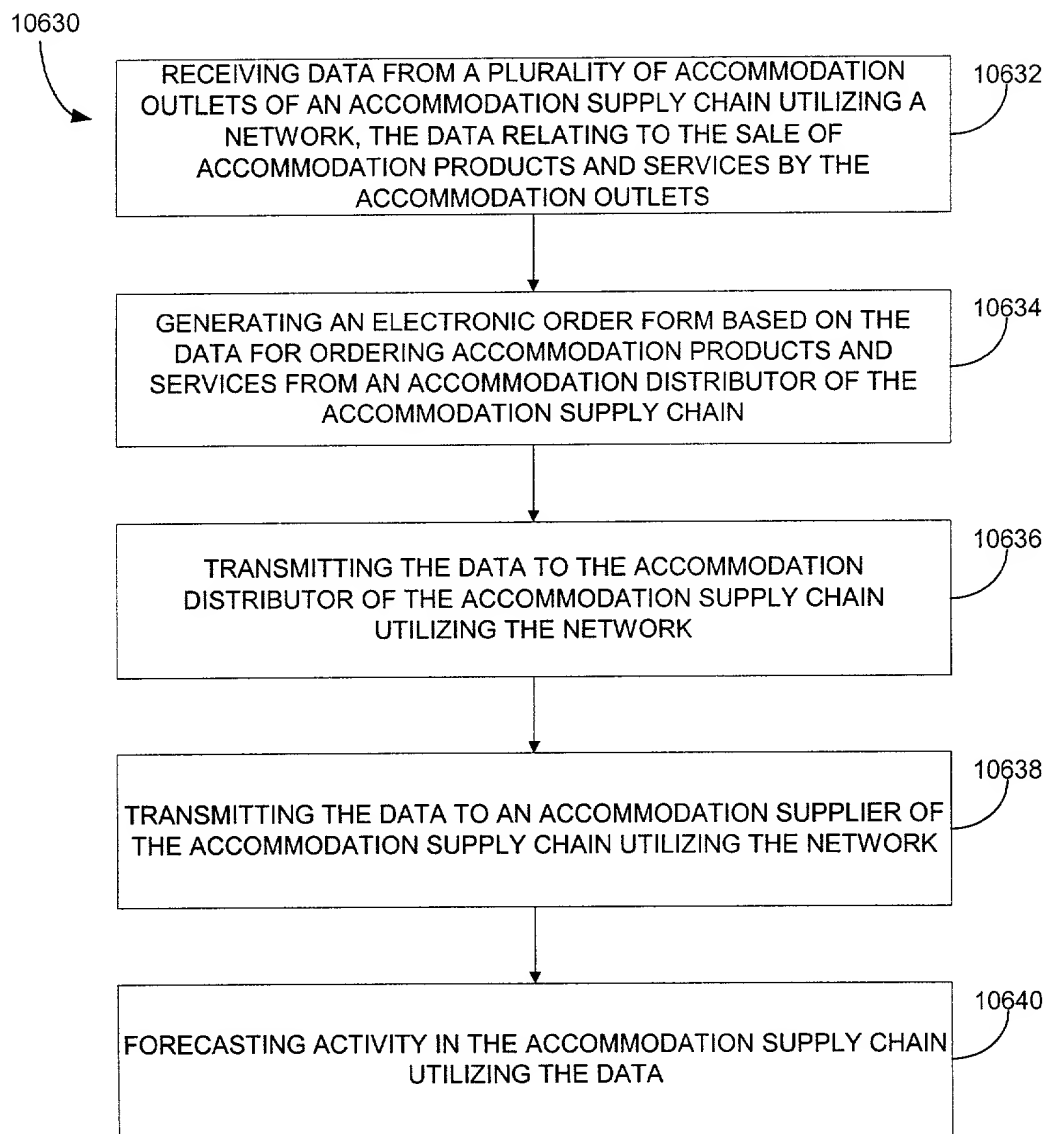 10630
RECEIVING DATA FROM A PLURALITY OF ACCOMMODATION
OUTLETS OF AN ACCOMMODATION SUPPLY CHAIN UTILIZING A
NETWORK, THE DATA RELATING TO THE SALE OF
ACCOMMODATION PRODUCTS AND SERVICES BY THE
ACCOMMODATION OUTLETS
10632
GENERATING AN ELECTRONIC ORDER FORM BASED ON THE
DATA FOR ORDERING ACCOMMODATION PRODUCTS AND
SERVICES FROM AN ACCOMMODATION DISTRIBUTOR OF THE
ACCOMMODATION SUPPLY CHAIN
10634
TRANSMITTING THE DATA TO THE ACCOMMODATION
DISTRIBUTOR OF THE ACCOMMODATION SUPPLY CHAIN
UTILIZING THE NETWORK
10636
TRANSMITTING THE DATA TO AN ACCOMMODATION SUPPLIER OF
THE ACCOMMODATION SUPPLY CHAIN UTILIZING THE NETWORK
10638
FORECASTING ACTIVITY IN THE ACCOMMODATION SUPPLY CHAIN
UTILIZING THE DATA
10640